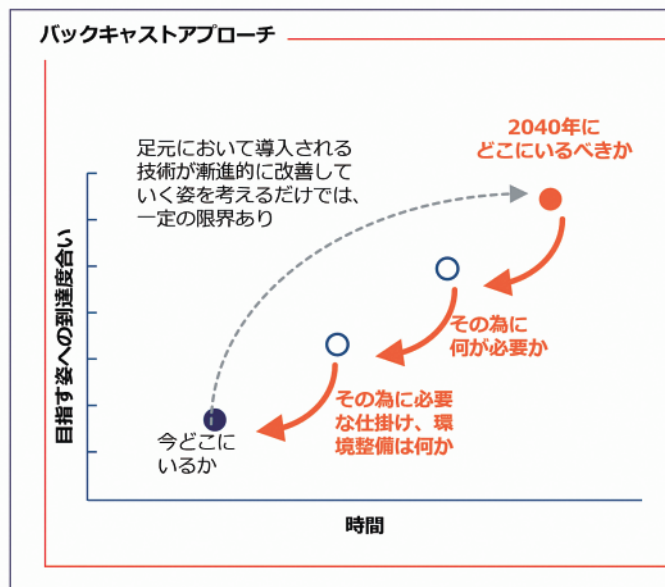 バックキャストアプローチ
足元において導入される
技術が漸進的に改善して
いく姿を考えるだけでは、
一定の限界あり
2040年に
どこにいるべきか
その為に
何が必要か
その為に必要
な仕掛け、環
境整備は何か
今どこに
いるか
目指す姿への到達度合い
時間